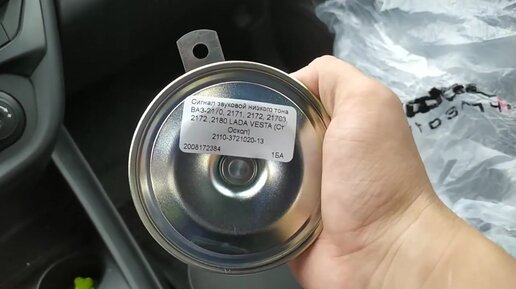 Сигнал звуковой низкого тона
ВАЗ-2170, 2171, 2172, 21703,
2172, 2180 LADA VESTA (Ст.
Оскол)
2110-3721020-13
2008172384 1БА